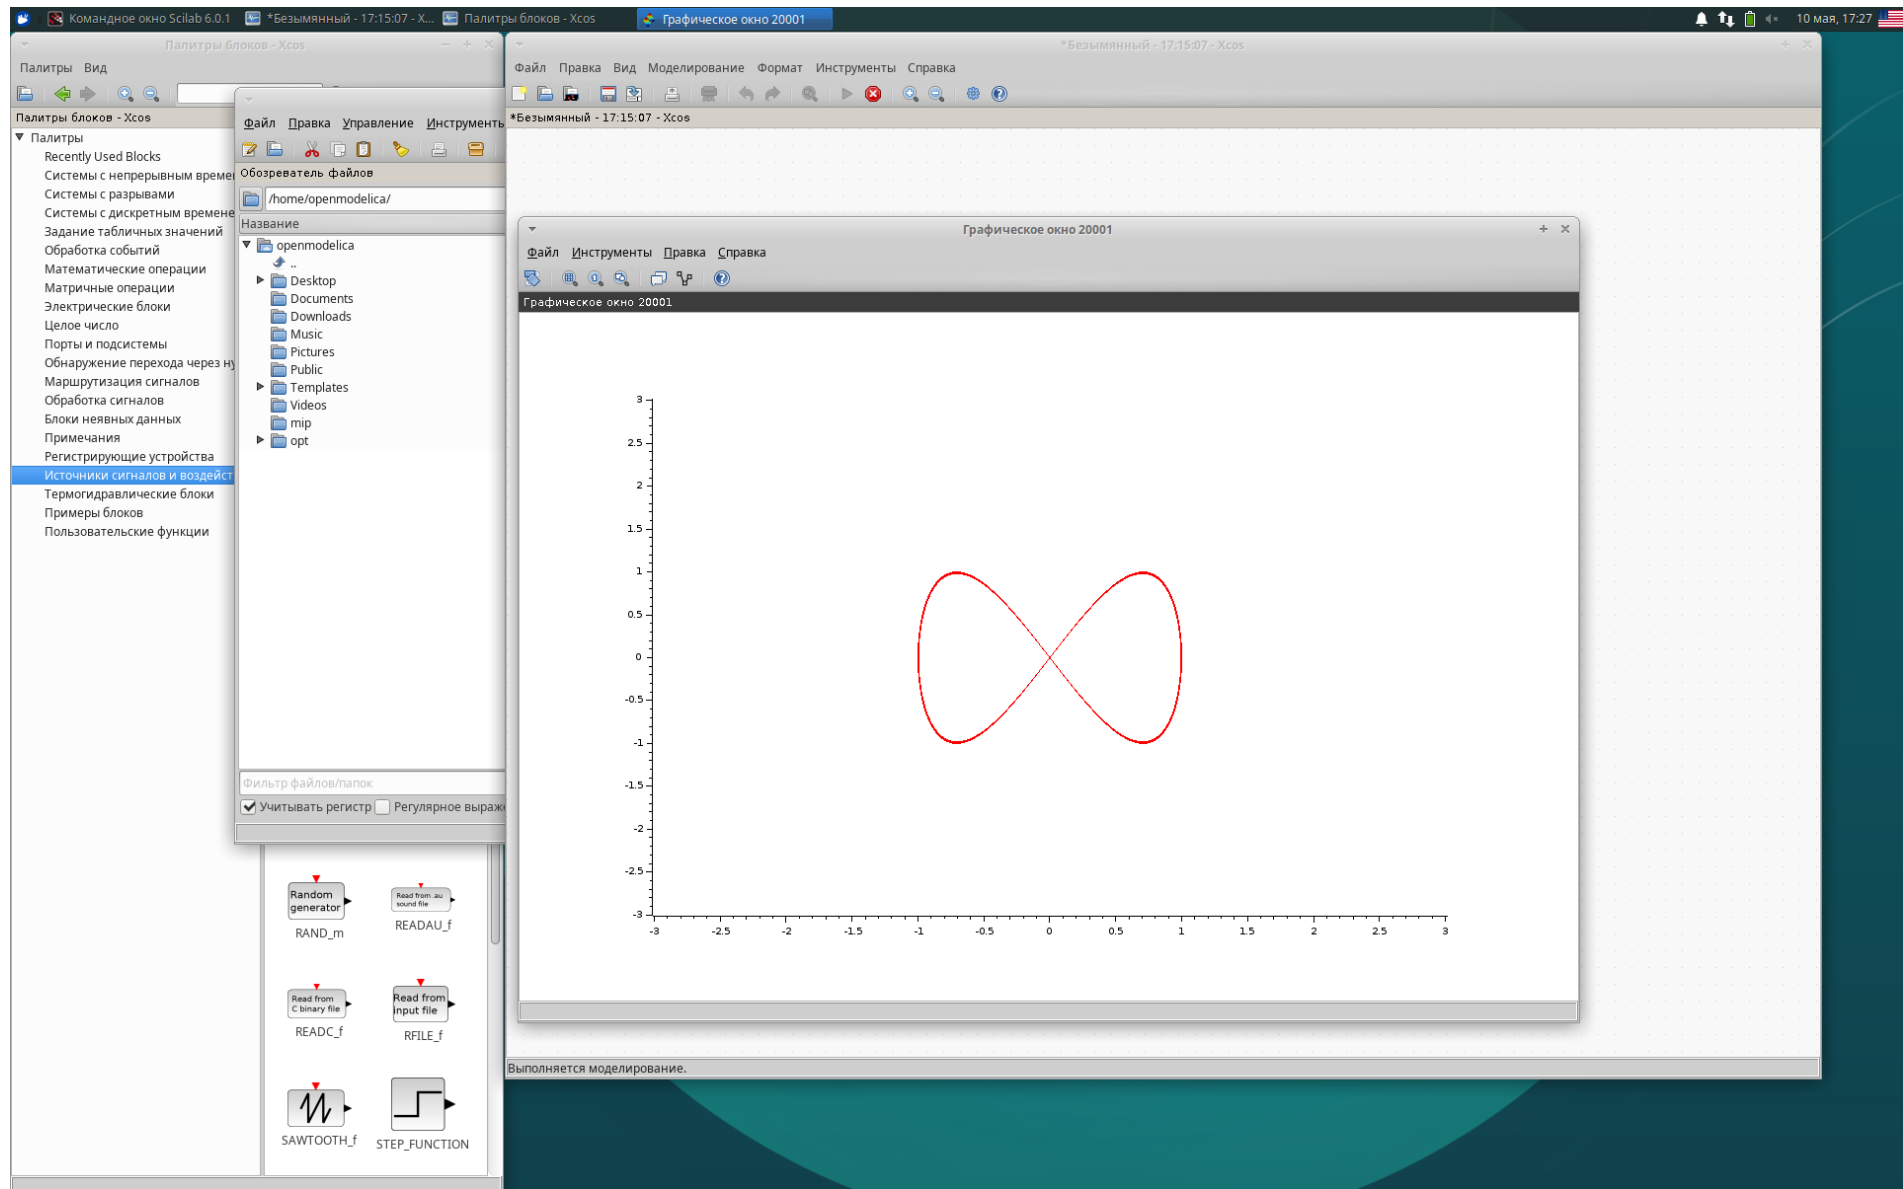 Командное окно Scilab 6.0.1
*Безымянный - 17:15:07 - X...
Палитры блоков - Xcos
Графическое окно 20001
10 мая, 17:27
Палитры блоков - Xcos
Палитры Вид
Палитры блоков - Xcos
Палитры
Recently Used Blocks
Системы с непрерывным време
Системы с разрывами
Системы с дискретным времене
Задание табличных значений
Обработка событий
Математические операции
Матричные операции
Электрические блоки
Целое число
Порты и подсистемы
Обнаружение перехода через ну
Маршрутизация сигналов
Обработка сигналов
Блоки неявных данных
Примечания
Регистрирующие устройства
Источники сигналов и воздейст
Термогидравлические блоки
Примеры блоков
Пользовательские функции
Файл Правка Управление Инструменть
Обозреватель файлов
/home/openmodelica/
Название
openmodelica
..
Desktop
Documents
Downloads
Music
Pictures
Public
Templates
Videos
mip
opt
Фильтр файлов/папок
Учитывать регистр Регулярное выраж
Random
generator
RAND_m
Read from .au
sound file
READAU_f
Read from
C binary file
READC_f
Read from
input file
RFILE_f
SAWTOOTH_f
STEP_FUNCTION
*Безымянный - 17:15:07 - Xcos
Файл Правка Вид Моделирование Формат Инструменты Справка
*Безымянный - 17:15:07 - Xcos
Графическое окно 20001
Файл Инструменты Правка Справка
Графическое окно 20001
3
2.5
2
1.5
1
0.5
0
-0.5
-1
-1.5
-2
-2.5
-3
-3 -2.5 -2 -1.5 -1 -0.5 0 0.5 1 1.5 2 2.5 3
Выполняется моделирование.